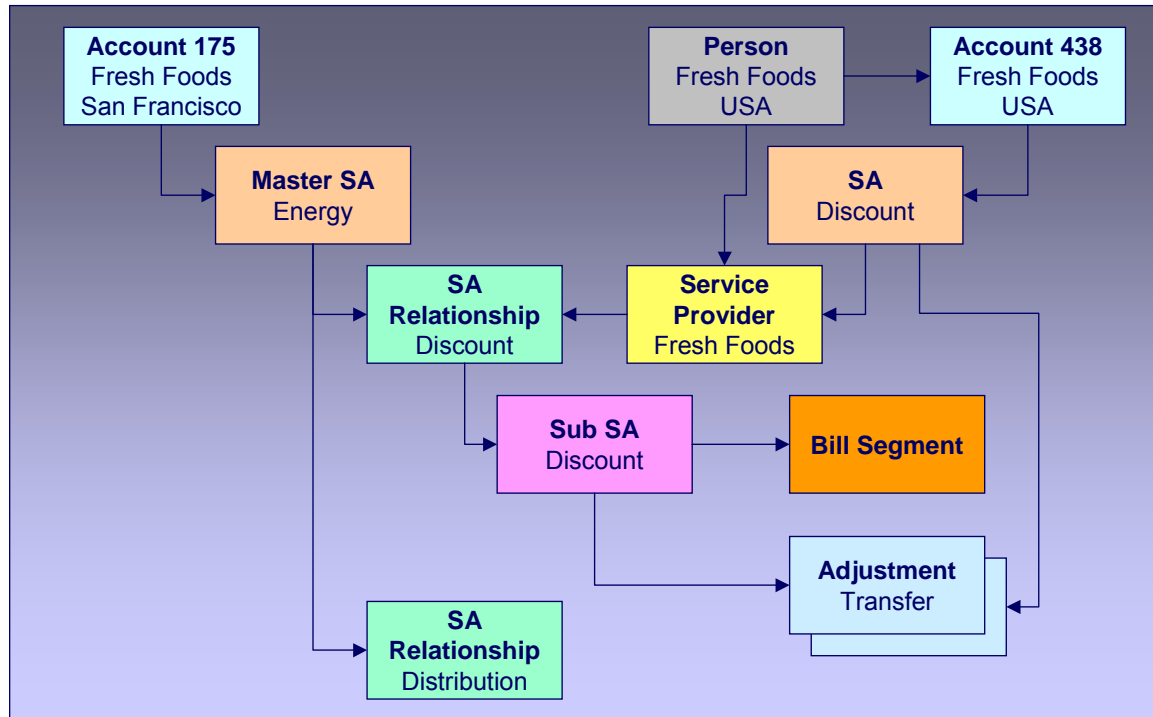 Account 175
Fresh Foods
San Francisco
Person
Fresh Foods
USA
Account 438
Fresh Foods
USA
Master SA
Energy
SA
Discount
SA
Relationship
Discount
Service
Provider
Fresh Foods
Sub SA
Discount
Bill Segment
Adjustment
Transfer
SA
Relationship
Distribution